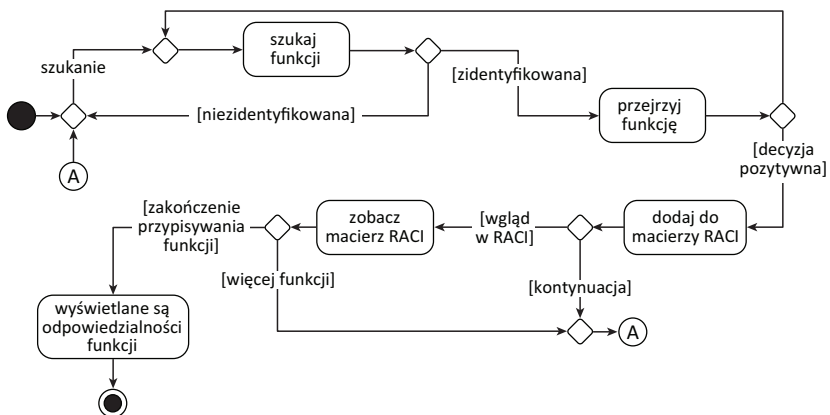 szukaj
funkcji
szukanie
[zidentyfikowana]
[niezidentyfikowana]
przejrzyj
funkcję
A
[decyzja
pozytywna]
[zakończenie
przypisywania
funkcji]
zobacz
macierz RACI
[wgląd
w RACI]
dodaj do
macierzy RACI
[więcej funkcji]
[kontynuacja]
wyświetlane są
odpowiedzialności
funkcji
A